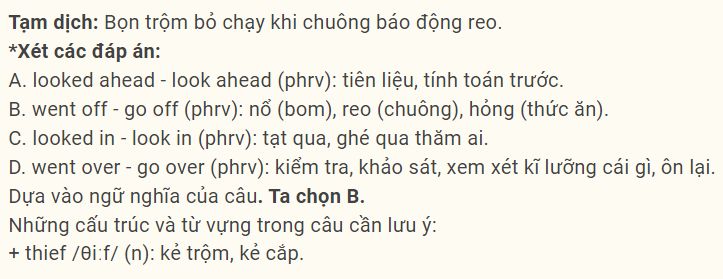 Tạm dịch: Bọn trộm bỏ chạy khi chuông báo động reo.
*Xét các đáp án:
A. looked ahead - look ahead (phrv): tiên liệu, tính toán trước.
B. went off - go off (phrv): nổ (bom), reo (chuông), hỏng (thức ăn).
C. looked in - look in (phrv): tạt qua, ghé qua thăm ai.
D. went over - go over (phrv): kiểm tra, khảo sát, xem xét kĩ lưỡng cái gì, ôn lại.
Dựa vào ngữ nghĩa của câu. Ta chọn B.
Những cấu trúc và từ vựng trong câu cần lưu ý:
+ thief /θiːf/ (n): kẻ trộm, kẻ cắp.